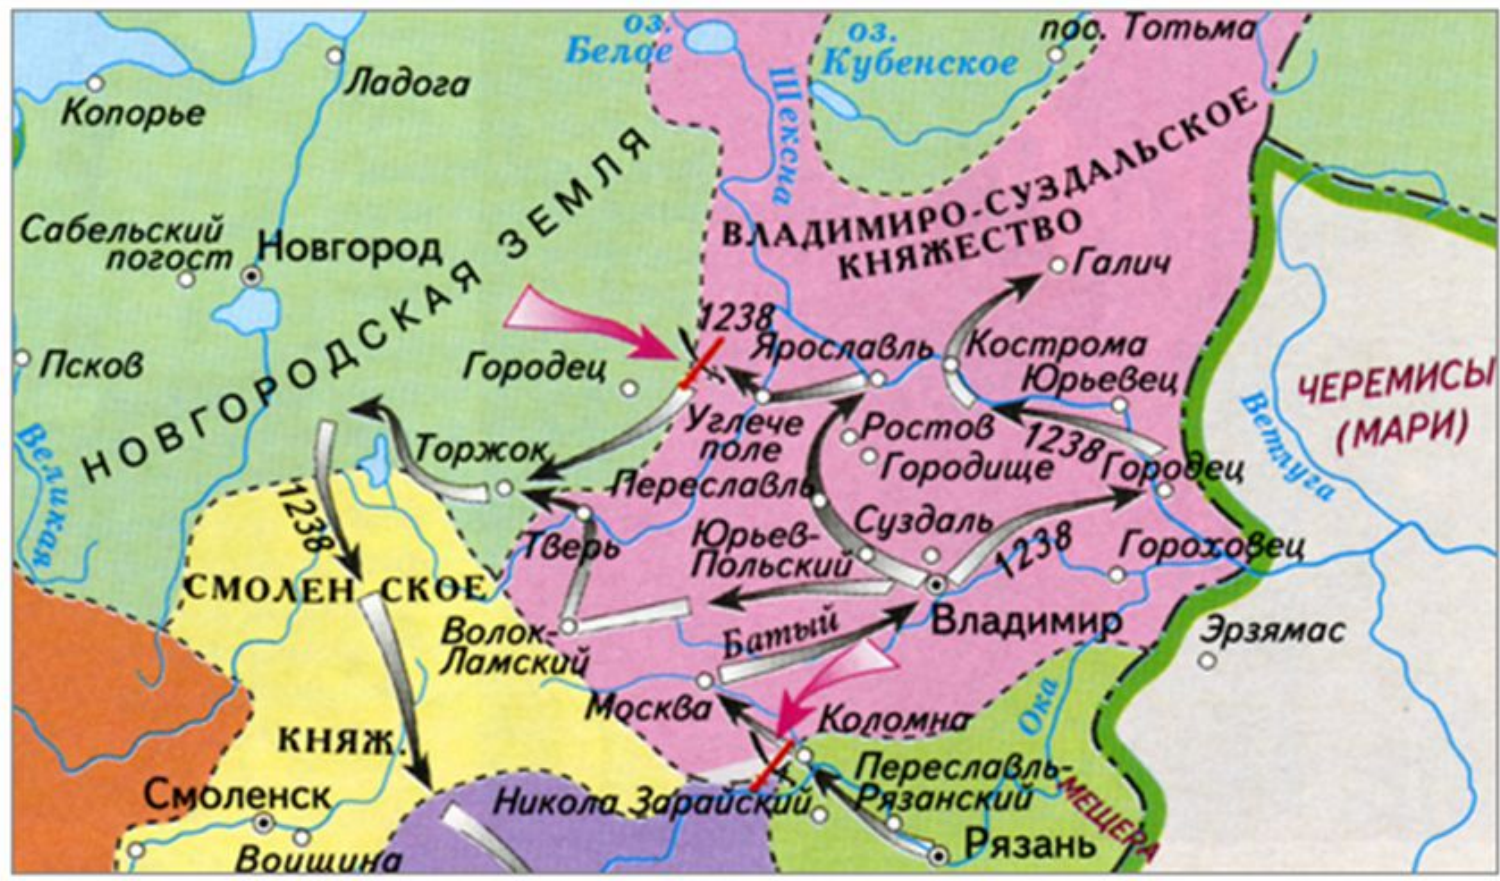 оз.
Белое
оз.
Кубенское
пос. Тотьма
Ладога
Копорье
Шексна
НОВГОРОДСКАЯ ЗЕМЛЯ
ВЛАДИМИРО-СУЗДАЛЬСКОЕ
КНЯЖЕСТВО
Сабельский
погост
Новгород
Галич
1238
Псков
Городец
Ярославль
Кострома
Юрьевец
ЧЕРЕМИСЫ
(МАРИ)
Ветлуга
Великая
Углече
поле
Ростов
1238
Городище
Городец
Торжок
Переславль
1238
Тверь
Юрьев-
Польский
Суздаль
1238
Гороховец
СМОЛЕН СКОЕ
Волок-
Ламский
Батый
Владимир
Эрзямас
Москва
Коломна
Ока
КНЯЖ.
Смоленск
Никола Зарайский
Переславль-
Рязанский
МЕЩЕРА
Воищина
Рязань